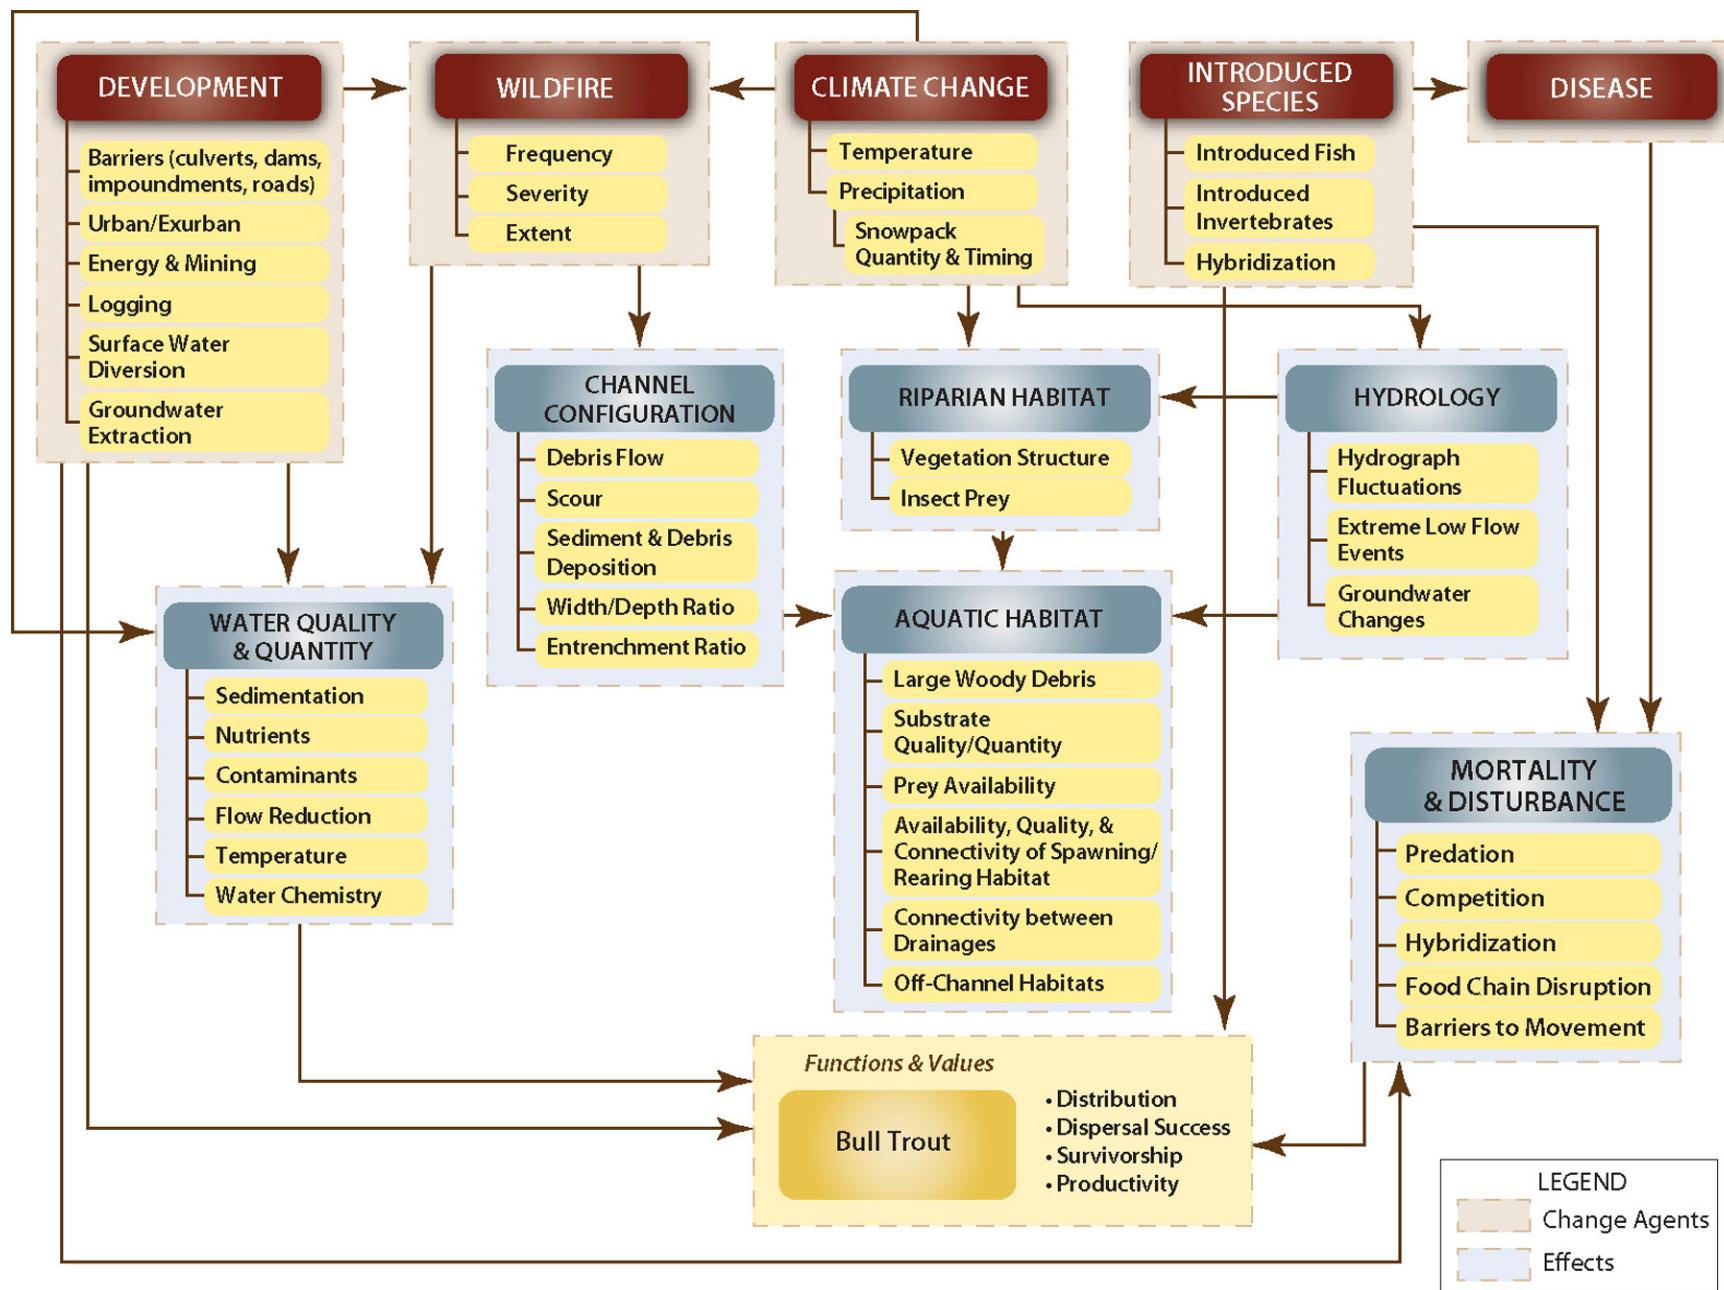 DEVELOPMENT
Barriers (culverts, dams,
impoundments, roads)
Urban/Exurban
Energy & Mining
Logging
Surface Water
Diversion
Groundwater
Extraction
WILDFIRE
Frequency
Severity
Extent
CLIMATE CHANGE
Temperature
Precipitation
Snowpack
Quantity & Timing
INTRODUCED
SPECIES
Introduced Fish
Introduced
Invertebrates
Hybridization
DISEASE
CHANNEL
CONFIGURATION
Debris Flow
Scour
Sediment & Debris
Deposition
Width/Depth Ratio
Entrenchment Ratio
RIPARIAN HABITAT
Vegetation Structure
Insect Prey
HYDROLOGY
Hydrograph
Fluctuations
Extreme Low Flow
Events
Groundwater
Changes
WATER QUALITY
& QUANTITY
Sedimentation
Nutrients
Contaminants
Flow Reduction
Temperature
Water Chemistry
AQUATIC HABITAT
Large Woody Debris
Substrate
Quality/Quantity
Prey Availability
Availability, Quality, &
Connectivity of Spawning/
Rearing Habitat
Connectivity between
Drainages
Off-Channel Habitats
MORTALITY
& DISTURBANCE
Predation
Competition
Hybridization
Food Chain Disruption
Barriers to Movement
Functions & Values
Bull Trout
• Distribution
• Dispersal Success
• Survivorship
• Productivity
LEGEND
Change Agents
Effects